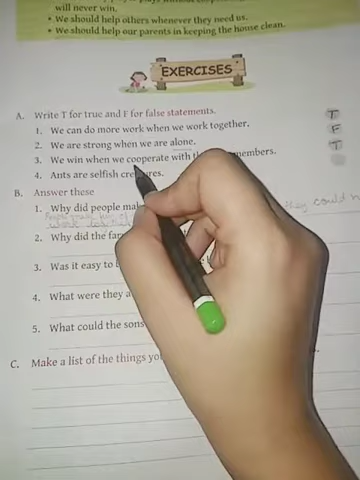 will never win.
• We should help others whenever they need us.
• We should help our parents in keeping the house clean.
EXERCISES
A. Write T for true and F for false statements.
1. We can do more work when we work together. T
2. We are strong when we are alone. F
3. We win when we cooperate with members. T
4. Ants are selfish
B. Answer these
1. Why did people they could
2. Why did the
3. Was it easy to
4. What were they
5. What could the sons
C. Make a list of the things